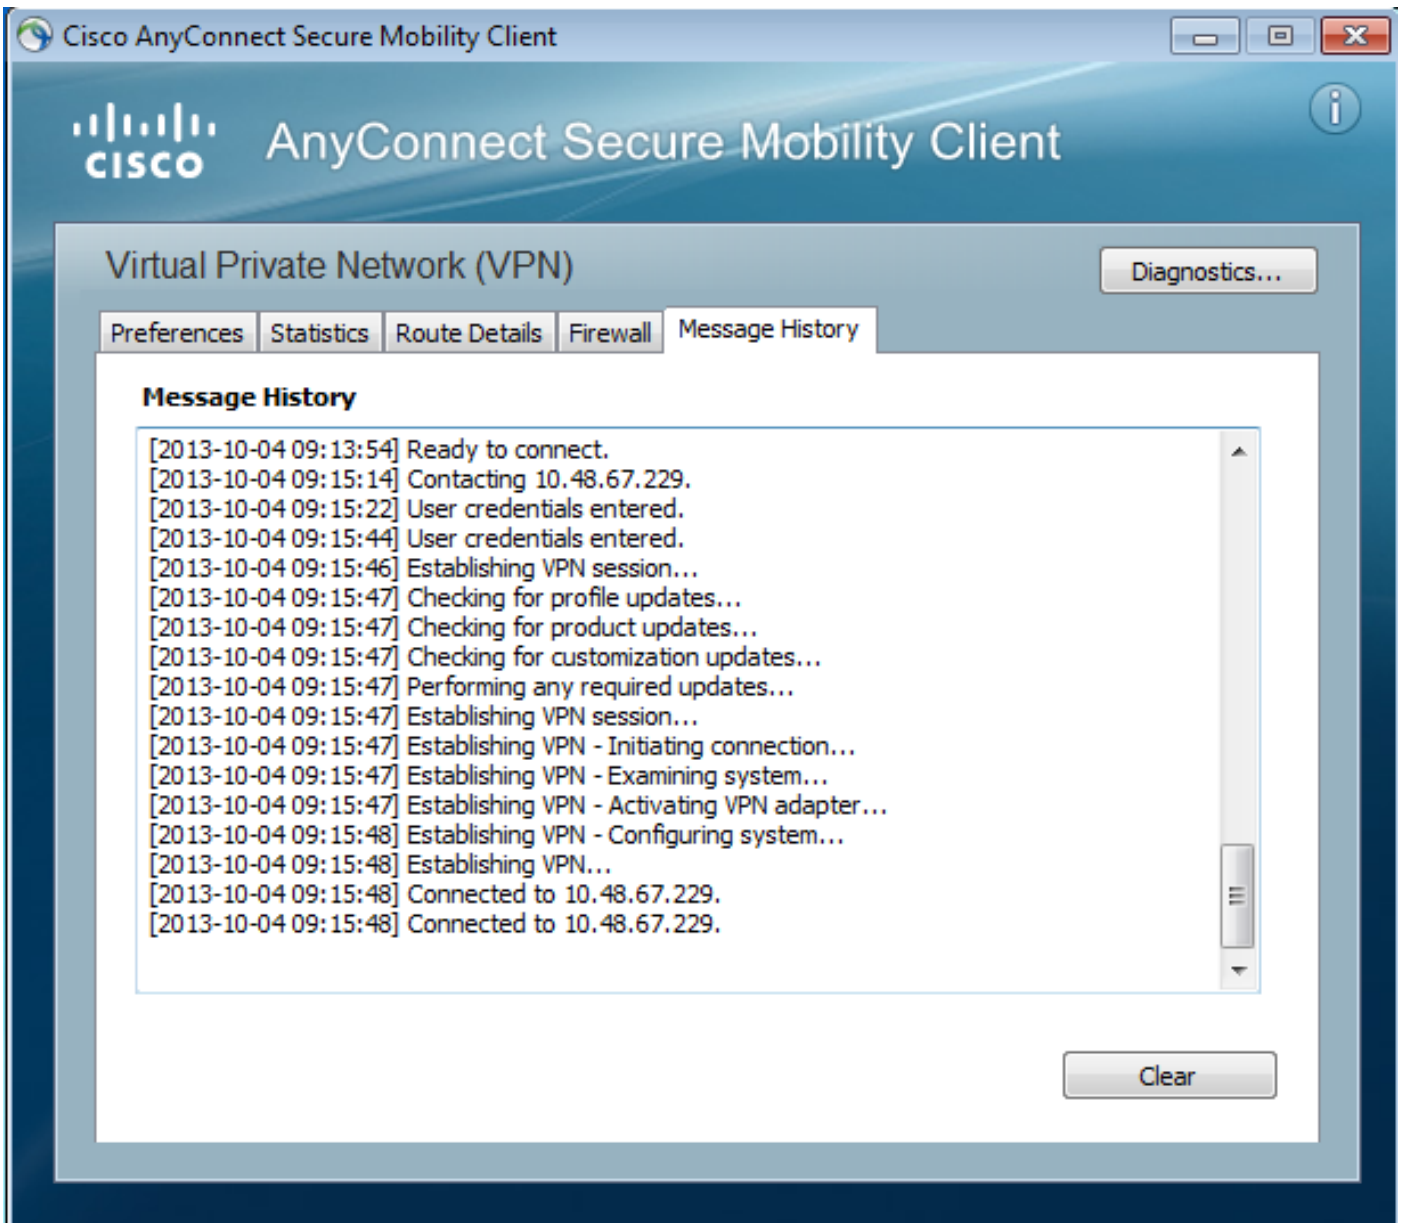 Cisco AnyConnect Secure Mobility Client
CISCO
AnyConnect Secure Mobility Client
i
Virtual Private Network (VPN)
Diagnostics...
Preferences
Statistics
Route Details
Firewall
Message History
Message History
[2013-10-04 09:13:54] Ready to connect.
[2013-10-04 09:15:14] Contacting 10.48.67.229.
[2013-10-04 09:15:22] User credentials entered.
[2013-10-04 09:15:44] User credentials entered.
[2013-10-04 09:15:46] Establishing VPN session...
[2013-10-04 09:15:47] Checking for profile updates...
[2013-10-04 09:15:47] Checking for product updates...
[2013-10-04 09:15:47] Checking for customization updates...
[2013-10-04 09:15:47] Performing any required updates...
[2013-10-04 09:15:47] Establishing VPN session...
[2013-10-04 09:15:47] Establishing VPN - Initiating connection...
[2013-10-04 09:15:47] Establishing VPN - Examining system...
[2013-10-04 09:15:47] Establishing VPN - Activating VPN adapter...
[2013-10-04 09:15:48] Establishing VPN - Configuring system...
[2013-10-04 09:15:48] Establishing VPN...
[2013-10-04 09:15:48] Connected to 10.48.67.229.
[2013-10-04 09:15:48] Connected to 10.48.67.229.
Clear